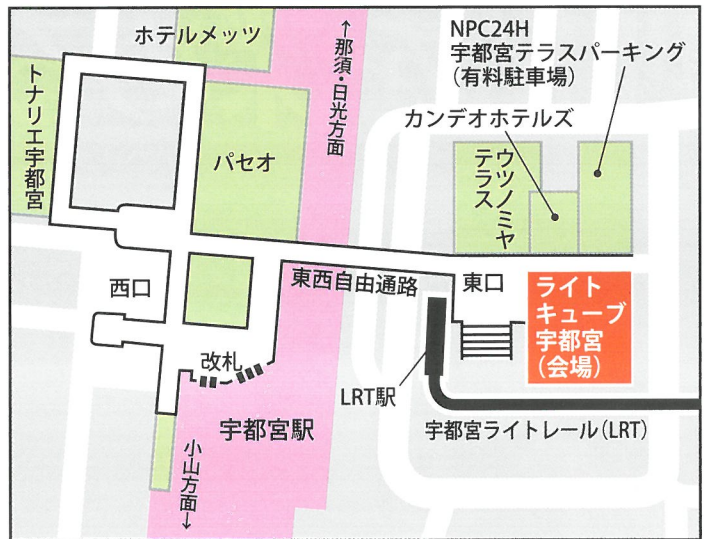 ホテルメッツ
↑那須・日光方面
NPC24H
宇都宮テラスパーキング
(有料駐車場)
カンデオホテルズ
トナリエ宇都宮
パセオ
ウツノミヤ
テラス
東西自由通路
西口
東口
ライト
キューブ
宇都宮
(会場)
改札
LRT駅
宇都宮駅
宇都宮ライトレール(LRT)
小山方面↓